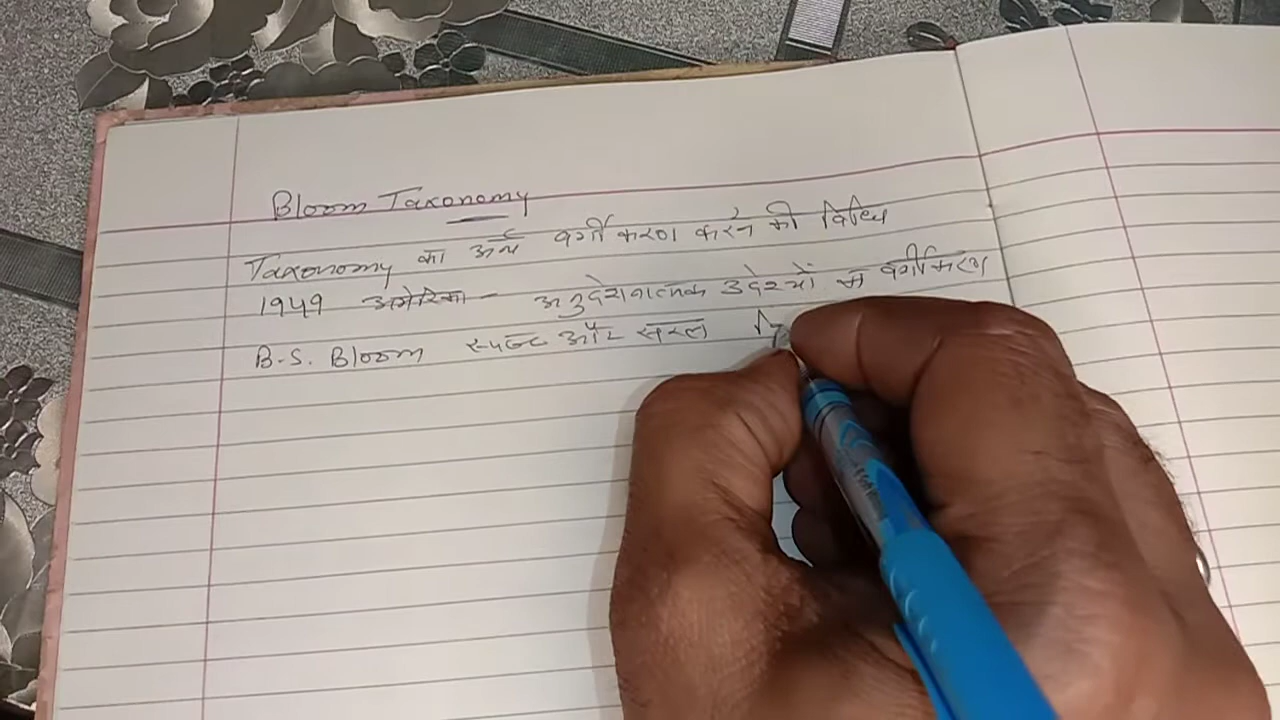 Bloom Taxonomy
Taxonomy का अर्थ वर्गीकरण करने की विधि
1949 अमेरिका - अनुदेशनात्मक उद्देश्यों का वर्गीकरण
B.S. Bloom स्पष्ट और सरल